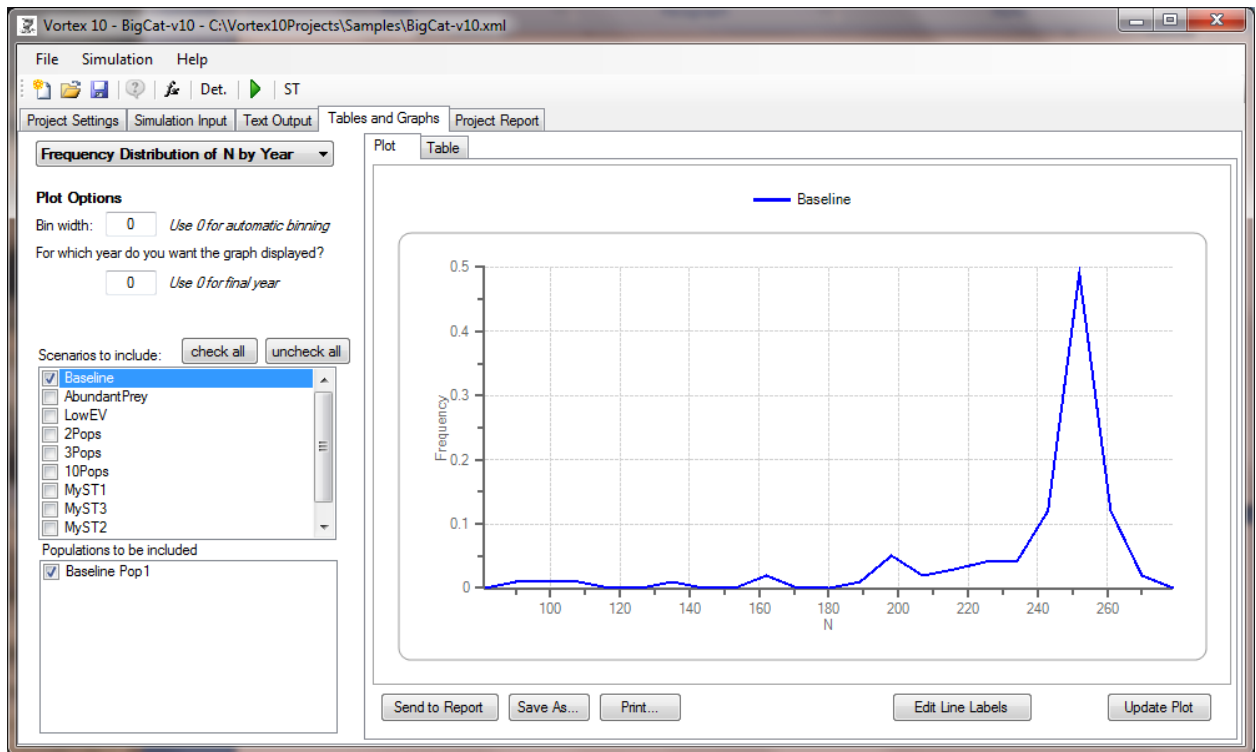 Vortex 10 - BigCat-v10 - C:\Vortex10Projects\Samples\BigCat-v10.xml
File Simulation Help
fx Det. ST
Project Settings Simulation Input Text Output Tables and Graphs Project Report
Frequency Distribution of N by Year
Plot Options
Bin width: 0 Use 0 for automatic binning
For which year do you want the graph displayed?
0 Use 0 for final year
Scenarios to include: check all uncheck all
Baseline
AbundantPrey
LowEV
2Pops
3Pops
10Pops
MyST1
MyST3
MyST2
Populations to be included
Baseline Pop1
Plot Table
Baseline
Frequency
0.5
0.4
0.3
0.2
0.1
0
100 120 140 160 180 200 220 240 260
N
Send to Report Save As... Print... Edit Line Labels Update Plot